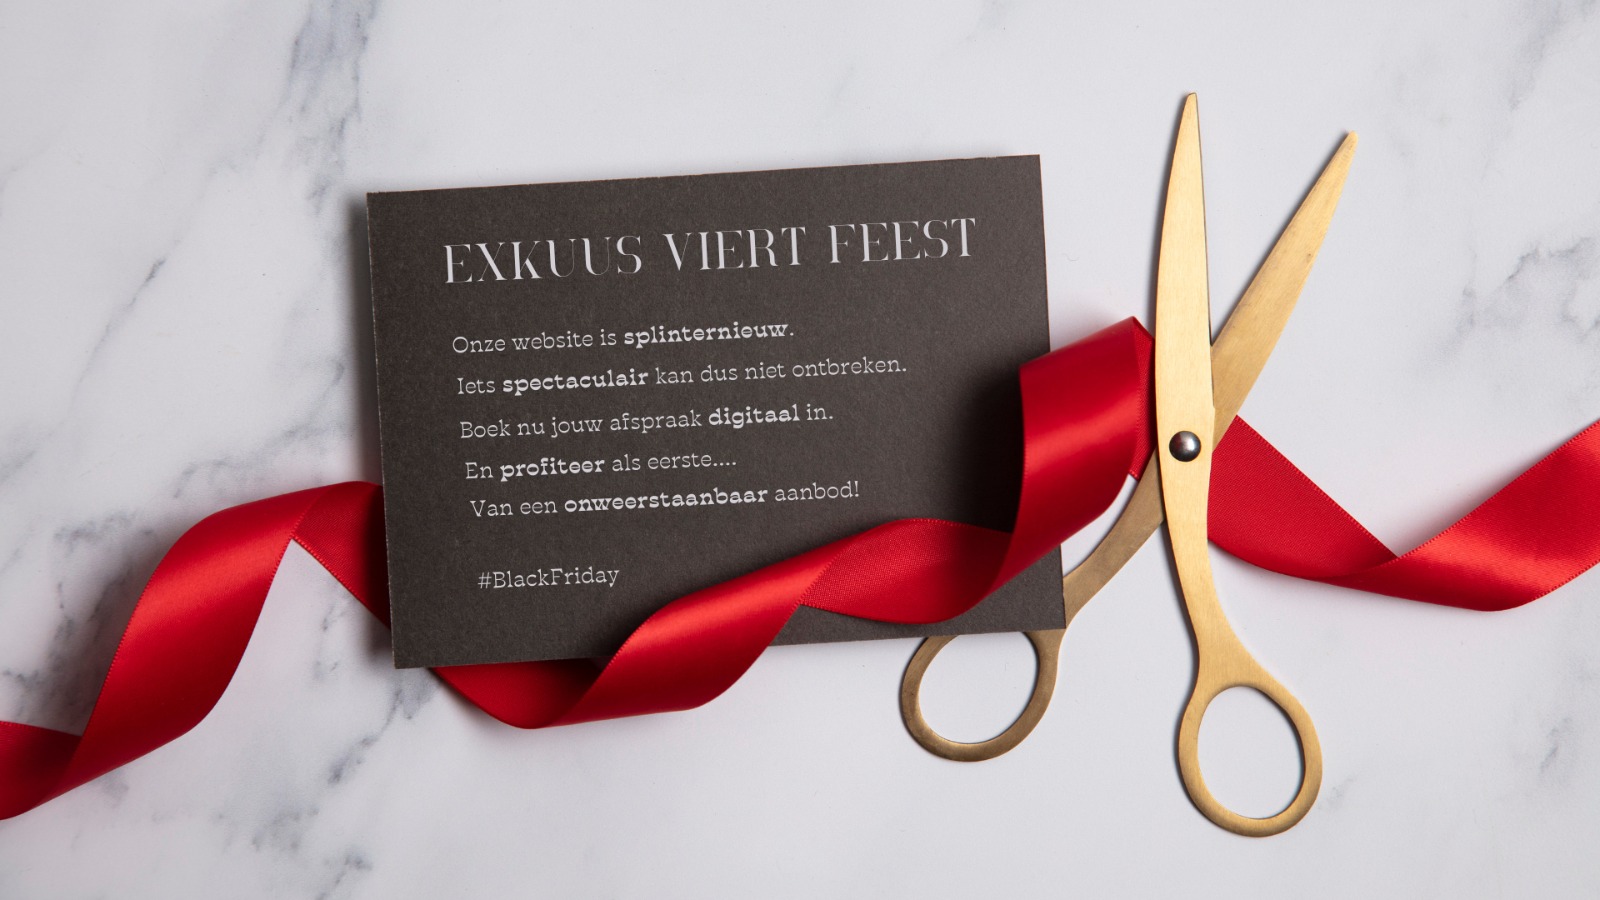 EXKUUS VIERT FEEST
Onze website is splinternieuw.
Iets spectaculair kan dus niet ontbreken.
Boek nu jouw afspraak digitaal in.
En profiteer als eerste....
Van een onweerstaanbaar aanbod!
#BlackFriday